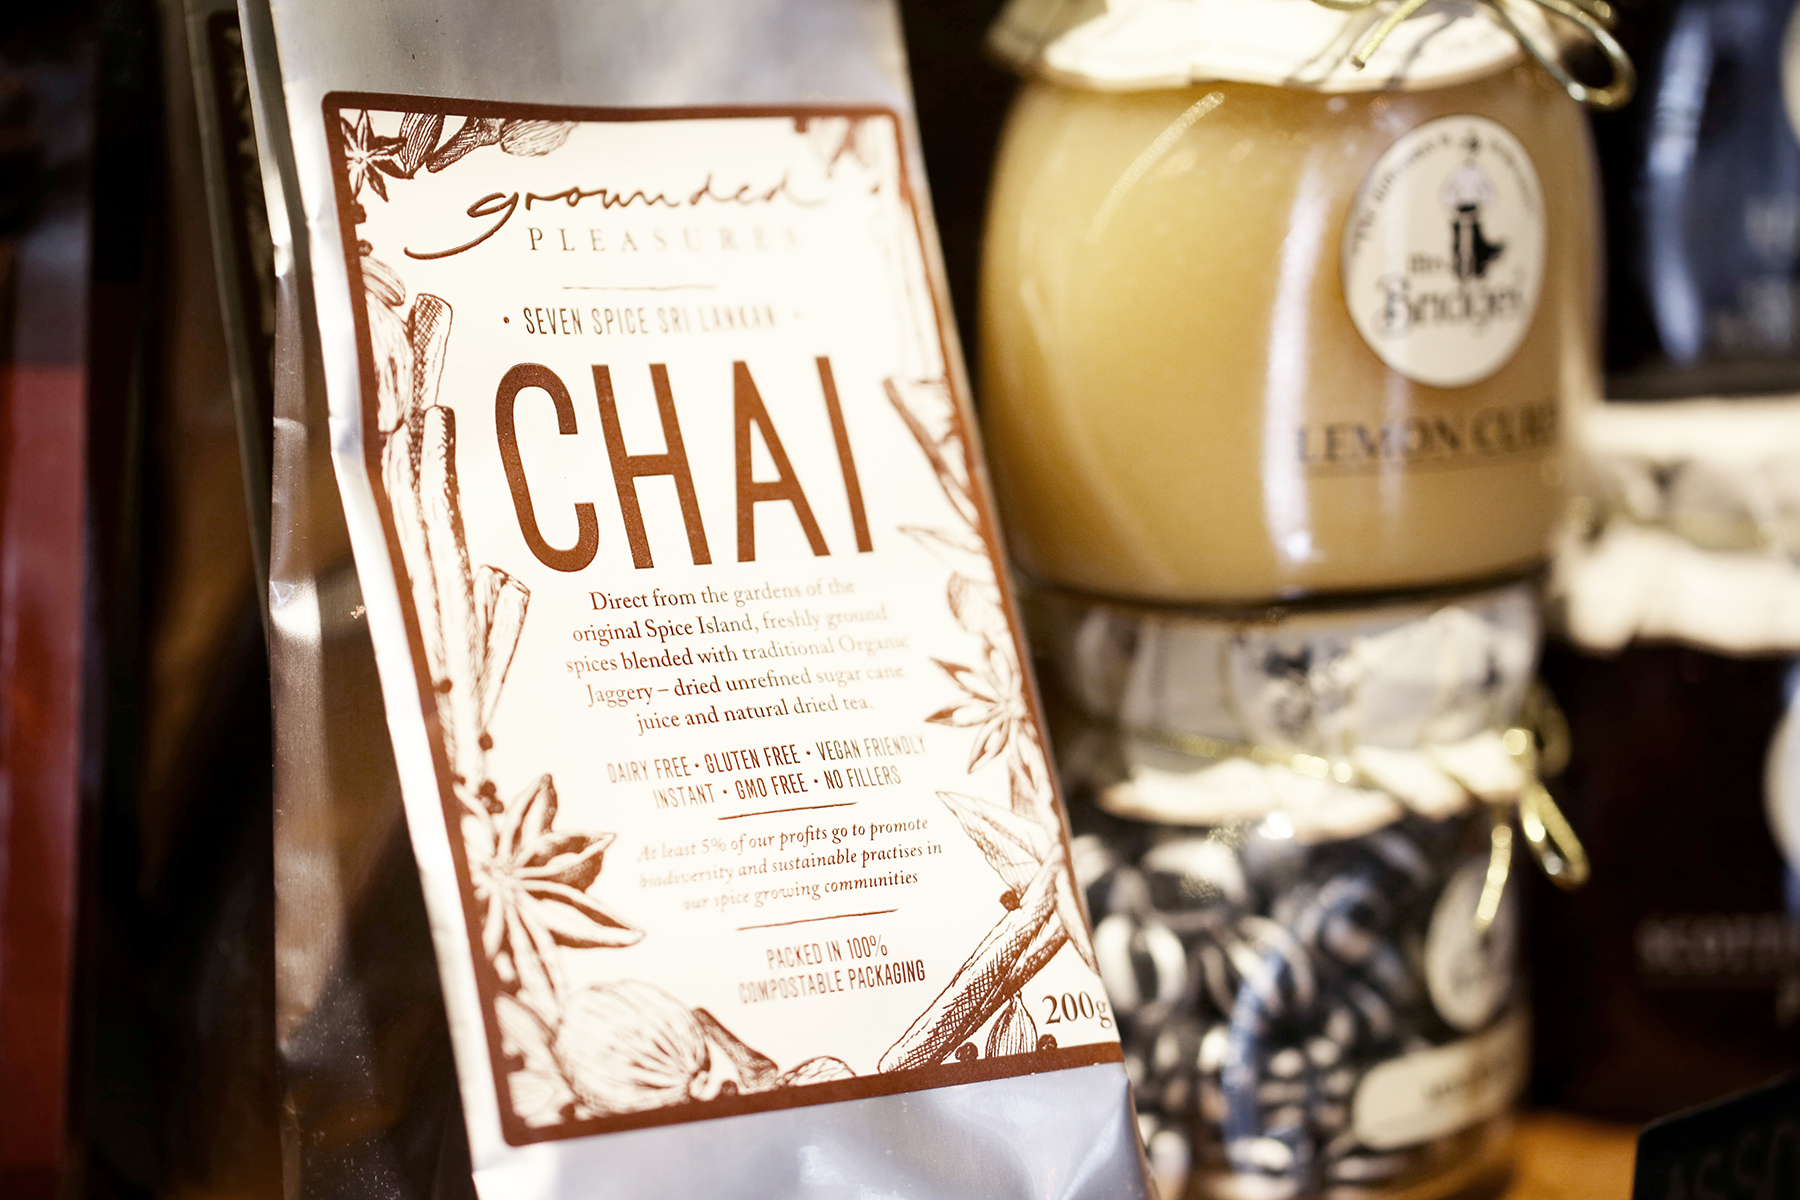 grounded
PLEASURES
• SEVEN SPICE SRI LANKAN •
CHAI
Direct from the gardens of the
original Spice Island, freshly ground
spices blended with traditional Organic
Jaggery – dried unrefined sugar cane
juice and natural dried tea.
DAIRY FREE • GLUTEN FREE • VEGAN FRIENDLY
INSTANT • GMO FREE • NO FILLERS
At least 5% of our profits go to promote
biodiversity and sustainable practises in
our spice growing communities
PACKED IN 100%
COMPOSTABLE PACKAGING
200g
Mrs
Bridges
LEMON CURD